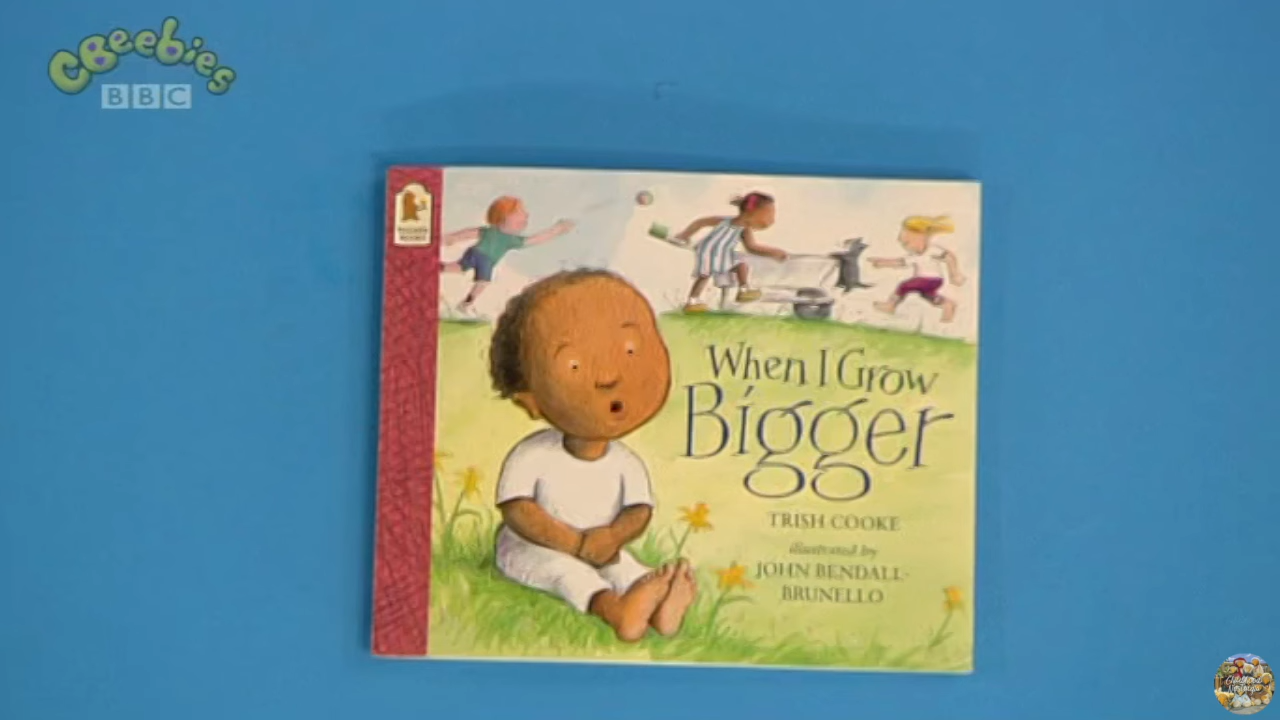 CBeebies
BBC
When I Grow
Bigger
TRISH COOKE
illustrated by
JOHN BENDALL-
BRUNELLO